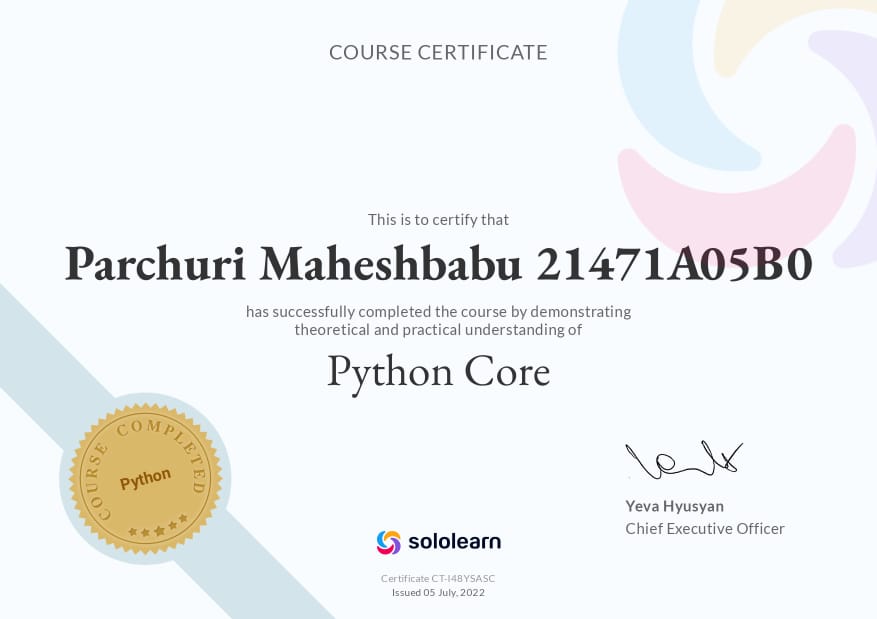 COURSE CERTIFICATE
This is to certify that
Parchuri Maheshbabu 21471A05B0
has successfully completed the course by demonstrating
theoretical and practical understanding of
Python Core
COURSE COMPLETED
Python
Yeva Hyusyan
Chief Executive Officer
sololearn
Certificate CT-I48YSASC
Issued 05 July, 2022